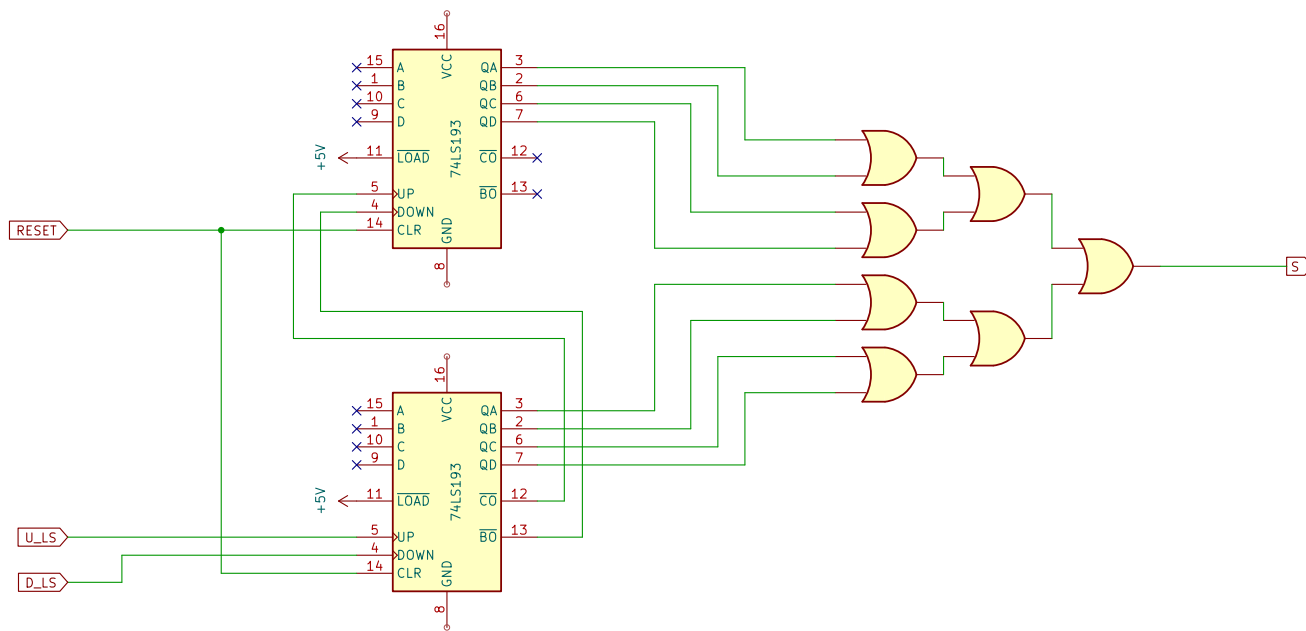 16
VCC
15 A QA 3
1 B QB 2
10 C QC 6
9 D QD 7
74LS193
+5V 11 LOAD CO 12
5 UP BO 13
4 DOWN
RESET 14 CLR
GND
8
S
16
VCC
15 A QA 3
1 B QB 2
10 C QC 6
9 D QD 7
74LS193
+5V 11 LOAD CO 12
U_LS 5 UP BO 13
4 DOWN
D_LS 14 CLR
GND
8